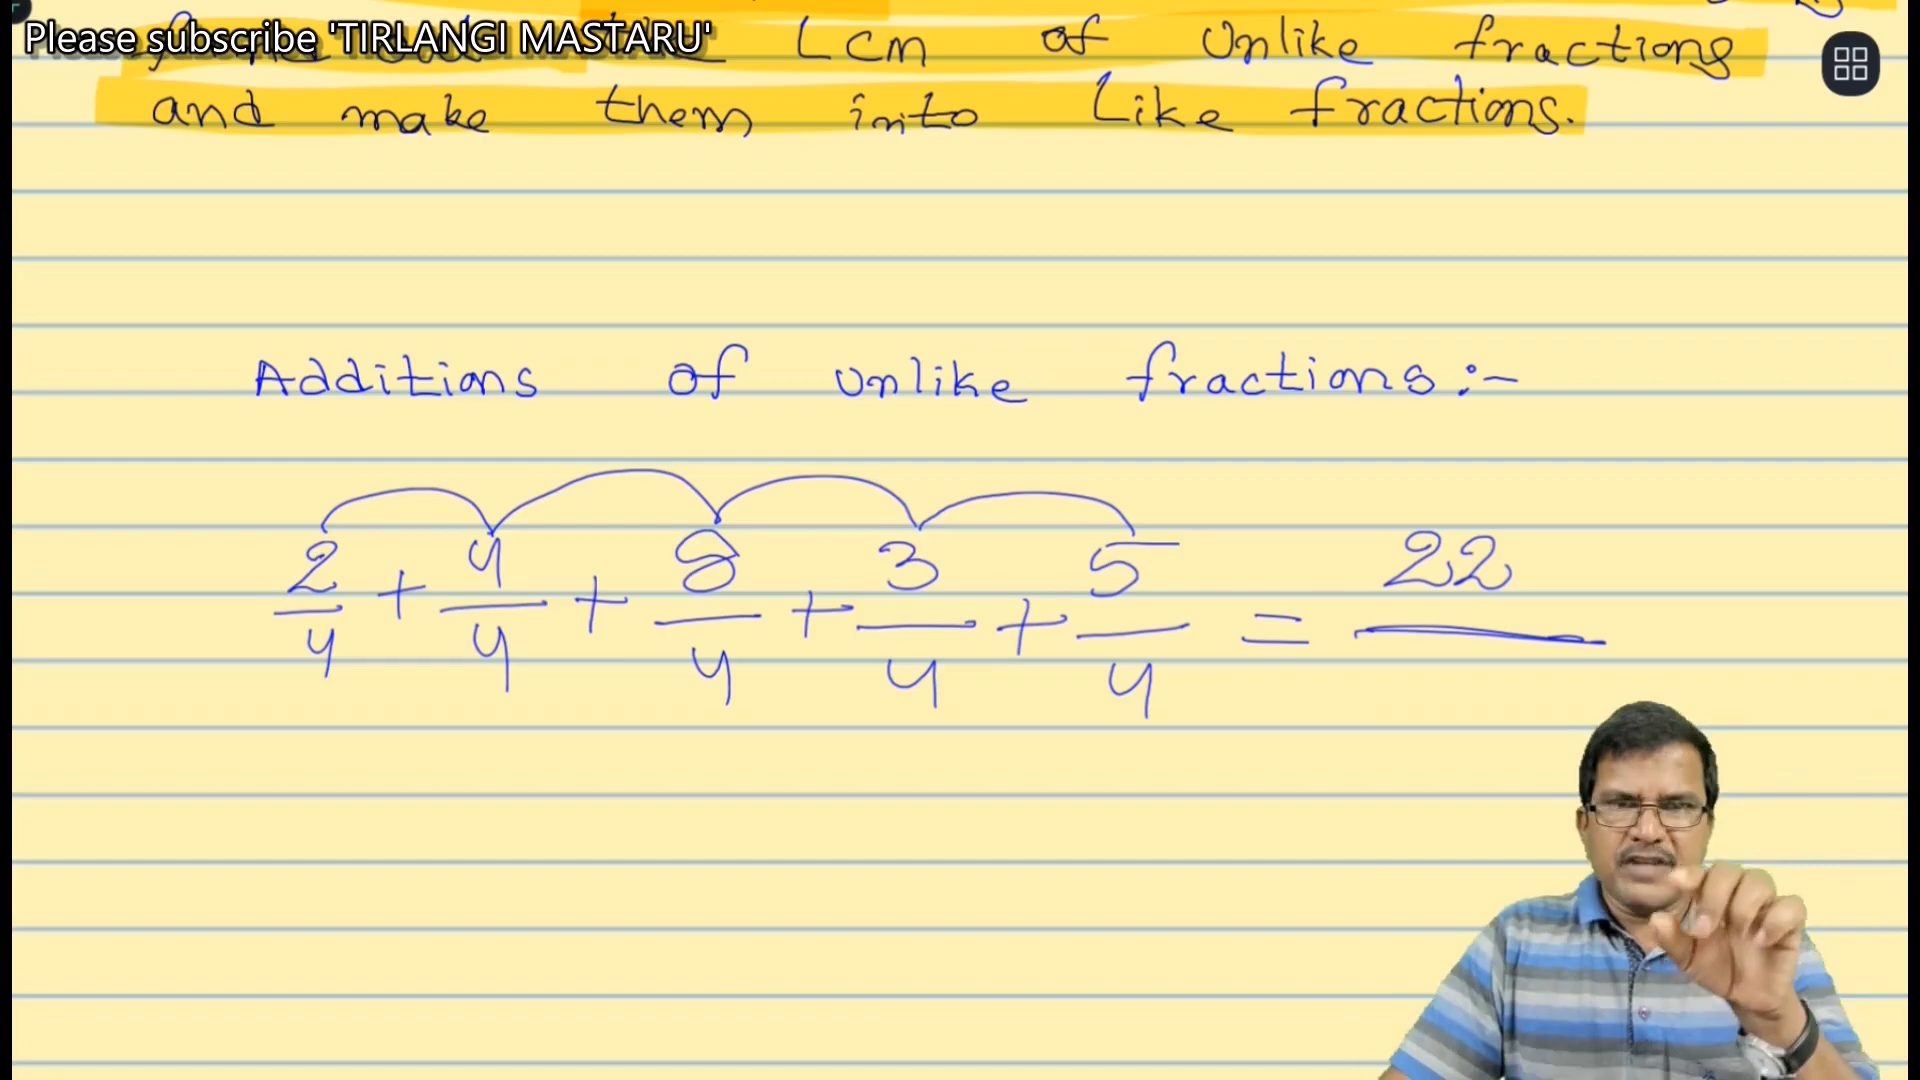 Please subscribe 'TIRLANGI MASTARU'
Lcm of Unlike fractions
and make them into Like fractions.
Additions of unlike fractions:-
2/4 + 4/4 + 8/4 + 3/4 + 5/4 = 22/